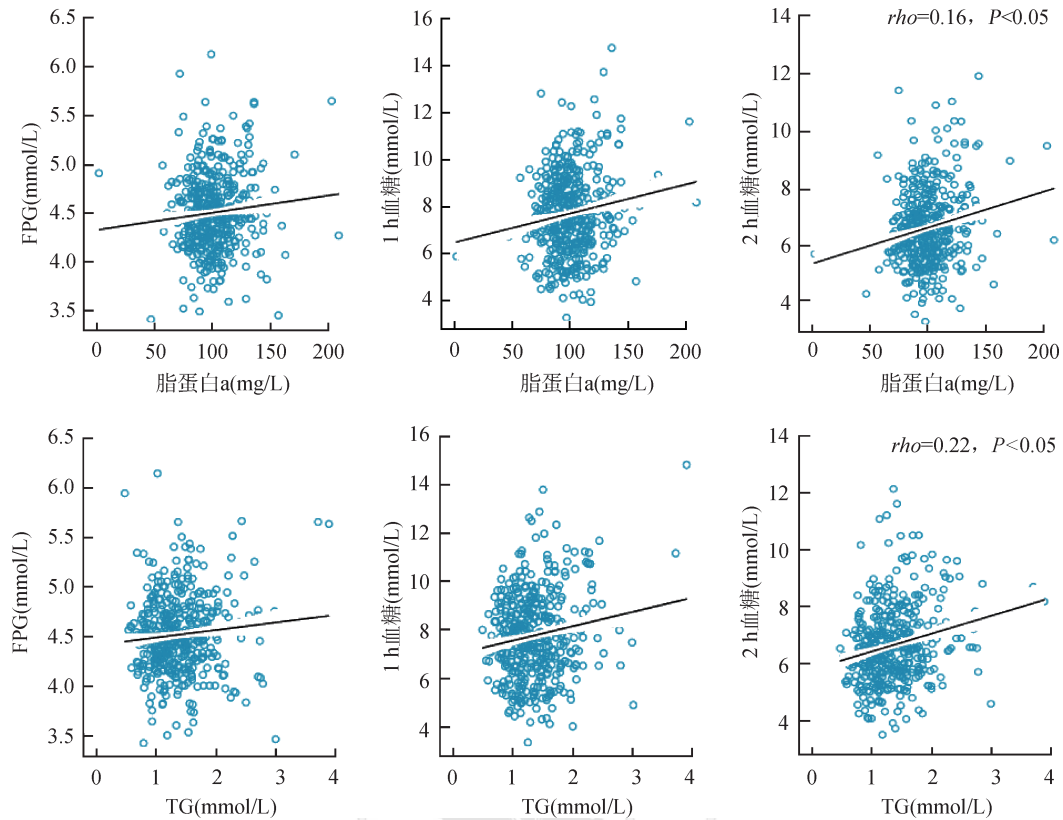 rho=0.16，P<0.05
6.5
6.0
5.5
5.0
4.5
4.0
3.5
FPG(mmol/L)
0 50 100 150 200
脂蛋白a(mg/L)
16
14
12
10
8
6
4
1 h血糖(mmol/L)
0 50 100 150 200
脂蛋白a(mg/L)
14
12
10
8
6
4
2 h血糖(mmol/L)
0 50 100 150 200
脂蛋白a(mg/L)
6.5
6.0
5.5
5.0
4.5
4.0
3.5
FPG(mmol/L)
0 1 2 3 4
TG(mmol/L)
16
14
12
10
8
6
4
1 h血糖(mmol/L)
0 1 2 3 4
TG(mmol/L)
rho=0.22，P<0.05
14
12
10
8
6
4
2 h血糖(mmol/L)
0 1 2 3 4
TG(mmol/L)